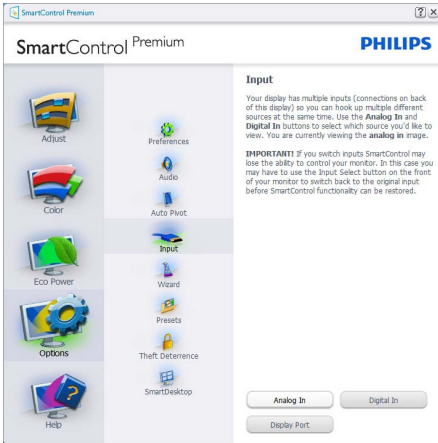 SmartControl Premium
SmartControl Premium
PHILIPS
Adjust
Color
Eco Power
Options
Help
Preferences
Audio
Auto Pivot
Input
Wizard
Presets
Theft Deterrence
SmartDesktop
Input
Your display has multiple inputs (connections on back
of this display) so you can hook up multiple different
sources at the same time. Use the Analog In and
Digital In buttons to select which source you'd like to
view. You are currently viewing the analog in image.
IMPORTANT! If you switch inputs SmartControl may
lose the ability to control your monitor. In this case you
may have to use the Input Select button on the front
of your monitor to switch back to the original input
before SmartControl functionality can be restored.
Analog In
Digital In
Display Port